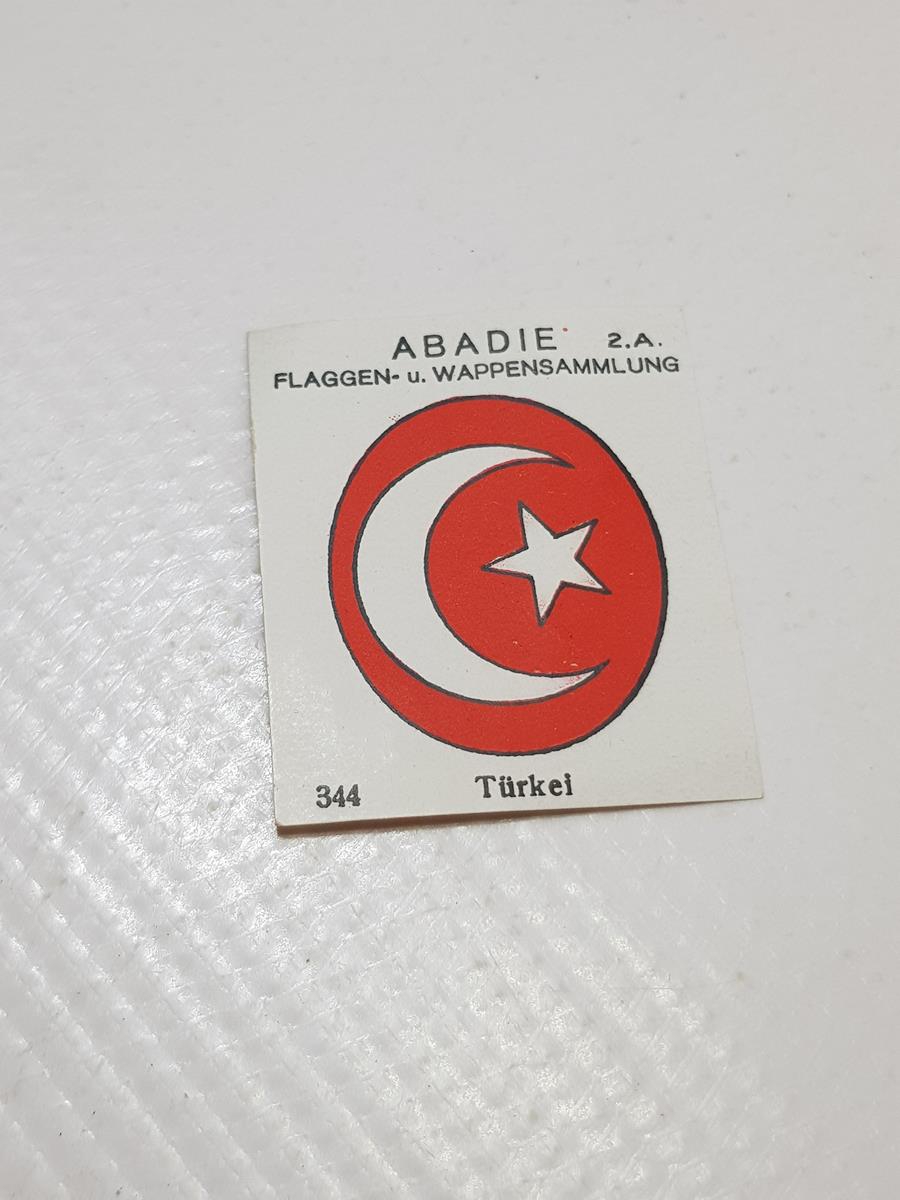 ABADIE 2.A.
FLAGGEN- u. WAPPENSAMMLUNG
344 Türkei